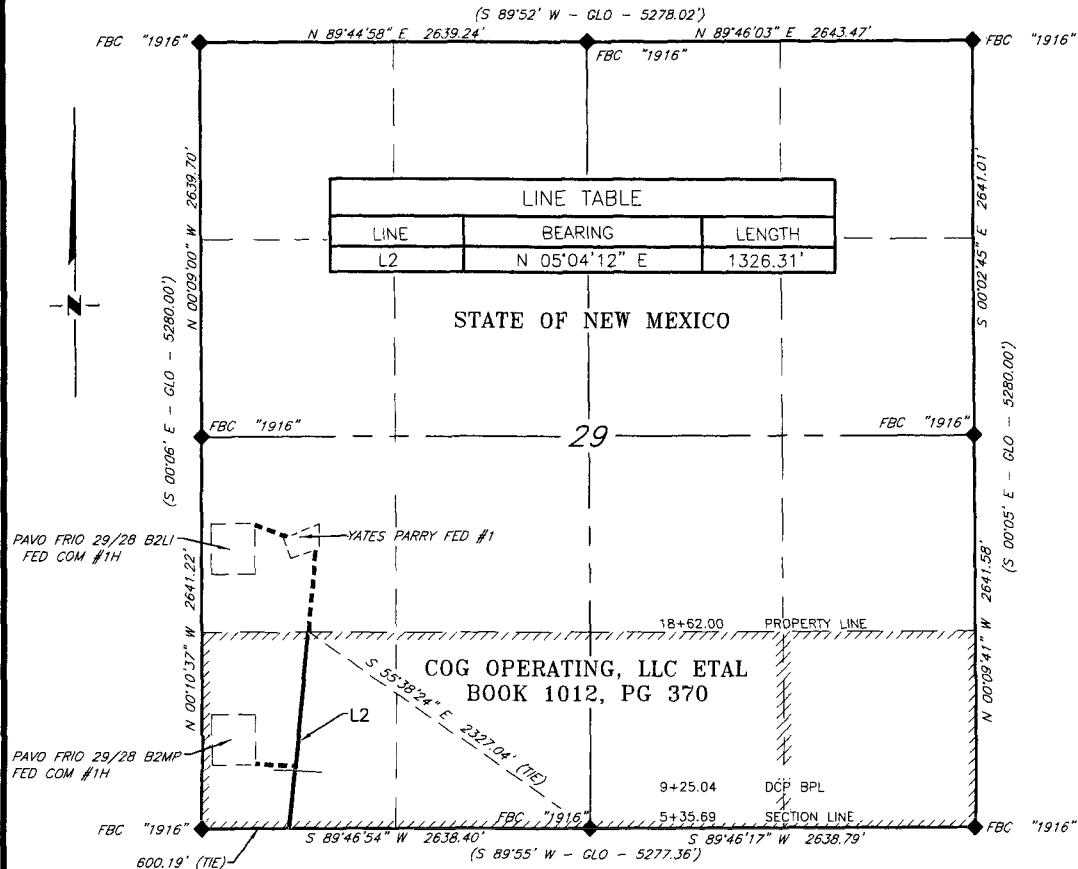 (S 89°52' W - GLO - 5278.02')
FBC "1916"
N 89°44'58" E 2639.24'
N 89°46'03" E 2643.47'
FBC "1916"
FBC "1916"
N 00°09'00" W 2639.70'
S 00°02'45" E 2641.01'
LINE TABLE
LINE BEARING LENGTH
L2 N 05°04'12" E 1326.31'
N
STATE OF NEW MEXICO
(S 00°06' E - GLO - 5280.00')
(S 00°05' E - GLO - 5280.00')
FBC "1916"
29
FBC "1916"
PAVO FRIO 29/28 B2LI
FED COM #1H
YATES PARRY FED #1
N 00°10'37" W 2641.22'
N 00°09'41" W 2641.58'
18+62.00 PROPERTY LINE
COG OPERATING, LLC ETAL
BOOK 1012, PG 370
S 55°38'24" E 2327.04' (TIE)
L2
PAVO FRIO 29/28 B2MP
FED COM #1H
9+25.04 DCP BPL
5+35.69 SECTION LINE
FBC "1916"
FBC "1916"
FBC "1916"
S 89°46'54" W 2638.40'
S 89°46'17" W 2638.79'
(S 89°55' W - GLO - 5277.36')
600.19' (TIE)